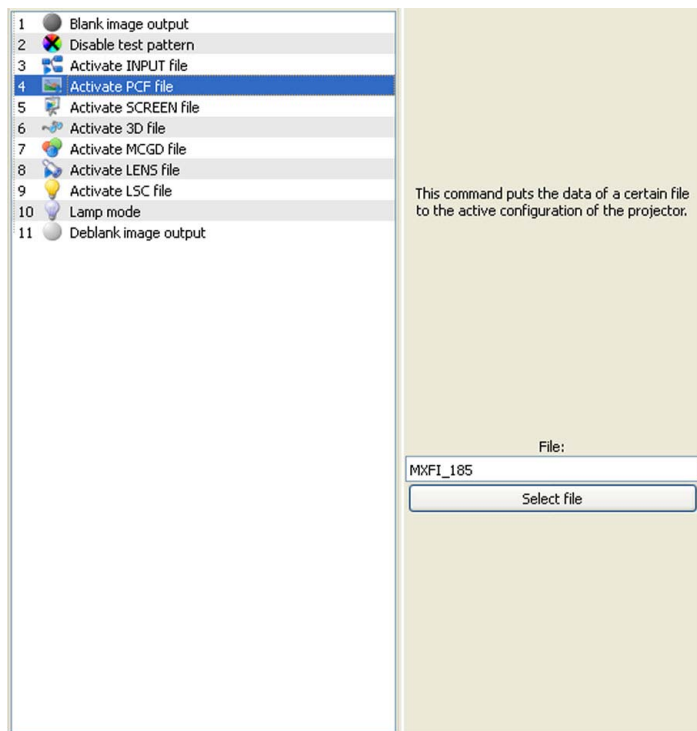 1 Blank image output
2 Disable test pattern
3 Activate INPUT file
4 Activate PCF file
5 Activate SCREEN file
6 Activate 3D file
7 Activate MCGD file
8 Activate LENS file
9 Activate LSC file
10 Lamp mode
11 Deblank image output
This command puts the data of a certain file
to the active configuration of the projector.
File:
MXFI_185
Select file